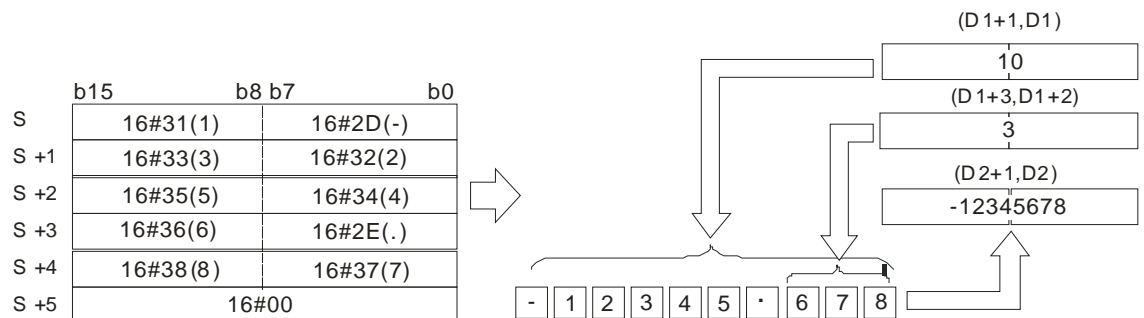 (D1+1,D1)
10
(D1+3,D1+2)
3
(D2+1,D2)
-12345678
b15 b8 b7 b0
S 16#31(1) 16#2D(-)
S +1 16#33(3) 16#32(2)
S +2 16#35(5) 16#34(4)
S +3 16#36(6) 16#2E(.)
S +4 16#38(8) 16#37(7)
S +5 16#00
- 1 2 3 4 5 . 6 7 8